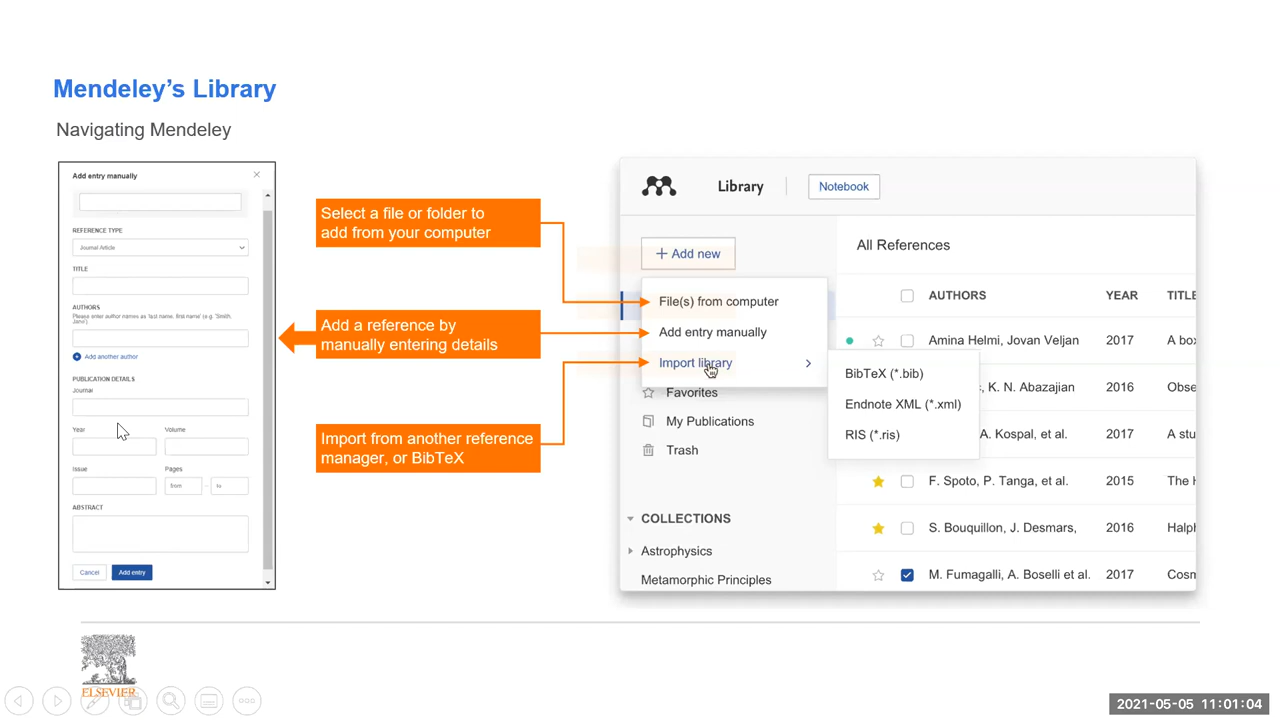 Mendeley’s Library
Navigating Mendeley
Add entry manually
REFERENCE TYPE
Journal Article
TITLE
AUTHORS
Please enter author names as 'last name, first name' (e.g. 'Smith,
Jane')
Add another author
PUBLICATION DETAILS
Journal
Year Volume
Issue Pages
from - to
ABSTRACT
Cancel Add entry
Select a file or folder to
add from your computer
Add a reference by
manually entering details
Import from another reference
manager, or BibTeX
Library Notebook
+ Add new
File(s) from computer
Add entry manually
Import library
BibTeX (*.bib)
Endnote XML (*.xml)
RIS (*.ris)
Favorites
My Publications
Trash
COLLECTIONS
Astrophysics
Metamorphic Principles
All References
AUTHORS YEAR TITLE
Amina Helmi, Jovan Veljan 2017 A box
, K. N. Abazajian 2016 Obse
A. Kospal, et al. 2017 A stu
F. Spoto, P. Tanga, et al. 2015 The H
S. Bouquillon, J. Desmars, 2016 Halph
M. Fumagalli, A. Boselli et al. 2017 Cosm
ELSEVIER
2021-05-05 11:01:04